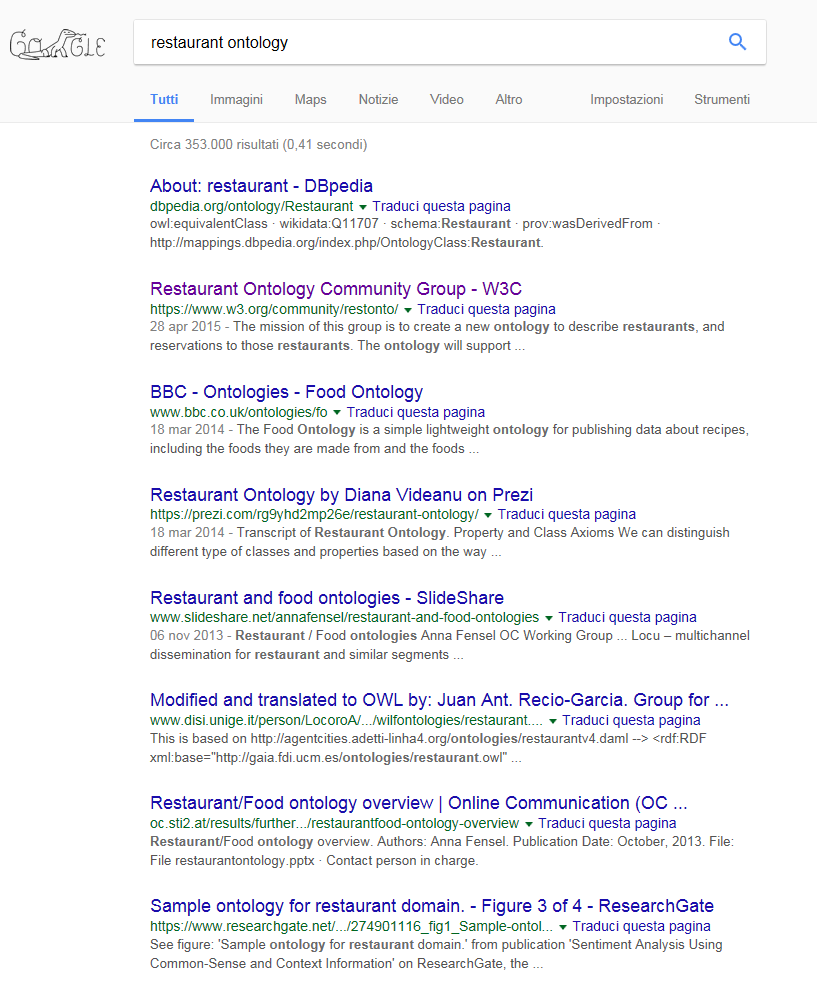 Google
restaurant ontology
Tutti Immagini Maps Notizie Video Altro Impostazioni Strumenti
Circa 353.000 risultati (0,41 secondi)
About: restaurant - DBpedia
dbpedia.org/ontology/Restaurant ▼ Traduci questa pagina
owl:equivalentClass · wikidata:Q11707 · schema:Restaurant · prov:wasDerivedFrom ·
http://mappings.dbpedia.org/index.php/OntologyClass:Restaurant.
Restaurant Ontology Community Group - W3C
https://www.w3.org/community/restonto/ ▼ Traduci questa pagina
28 apr 2015 - The mission of this group is to create a new ontology to describe restaurants, and
reservations to those restaurants. The ontology will support ...
BBC - Ontologies - Food Ontology
www.bbc.co.uk/ontologies/fo ▼ Traduci questa pagina
18 mar 2014 - The Food Ontology is a simple lightweight ontology for publishing data about recipes,
including the foods they are made from and the foods ...
Restaurant Ontology by Diana Videanu on Prezi
https://prezi.com/rg9yhd2mp26e/restaurant-ontology/ ▼ Traduci questa pagina
18 mar 2014 - Transcript of Restaurant Ontology. Property and Class Axioms We can distinguish
different type of classes and properties based on the way ...
Restaurant and food ontologies - SlideShare
www.slideshare.net/annafensel/restaurant-and-food-ontologies ▼ Traduci questa pagina
06 nov 2013 - Restaurant / Food ontologies Anna Fensel OC Working Group ... Locu – multichannel
dissemination for restaurant and similar segments ...
Modified and translated to OWL by: Juan Ant. Recio-Garcia. Group for ...
www.disi.unige.it/person/LocoroA/.../wilfontologies/restaurant.... ▼ Traduci questa pagina
This is based on http://agentcities.adetti-linha4.org/ontologies/restaurantv4.daml --> <rdf:RDF
xml:base="http://gaia.fdi.ucm.es/ontologies/restaurant.owl" ...
Restaurant/Food ontology overview | Online Communication (OC ...
oc.sti2.at/results/further.../restaurantfood-ontology-overview ▼ Traduci questa pagina
Restaurant/Food ontology overview. Authors: Anna Fensel. Publication Date: October, 2013. File:
File restaurantontology.pptx · Contact person in charge.
Sample ontology for restaurant domain. - Figure 3 of 4 - ResearchGate
https://www.researchgate.net/.../274901116_fig1_Sample-ontol... ▼ Traduci questa pagina
See figure: 'Sample ontology for restaurant domain.' from publication 'Sentiment Analysis Using
Common-Sense and Context Information' on ResearchGate, the ...